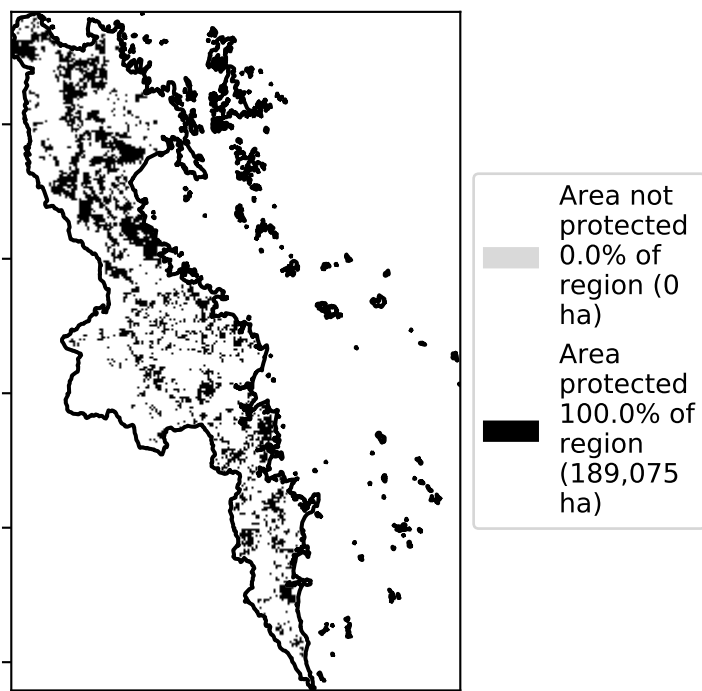 Area not
protected
0.0% of
region (0
ha)
Area
protected
100.0% of
region
(189,075
ha)